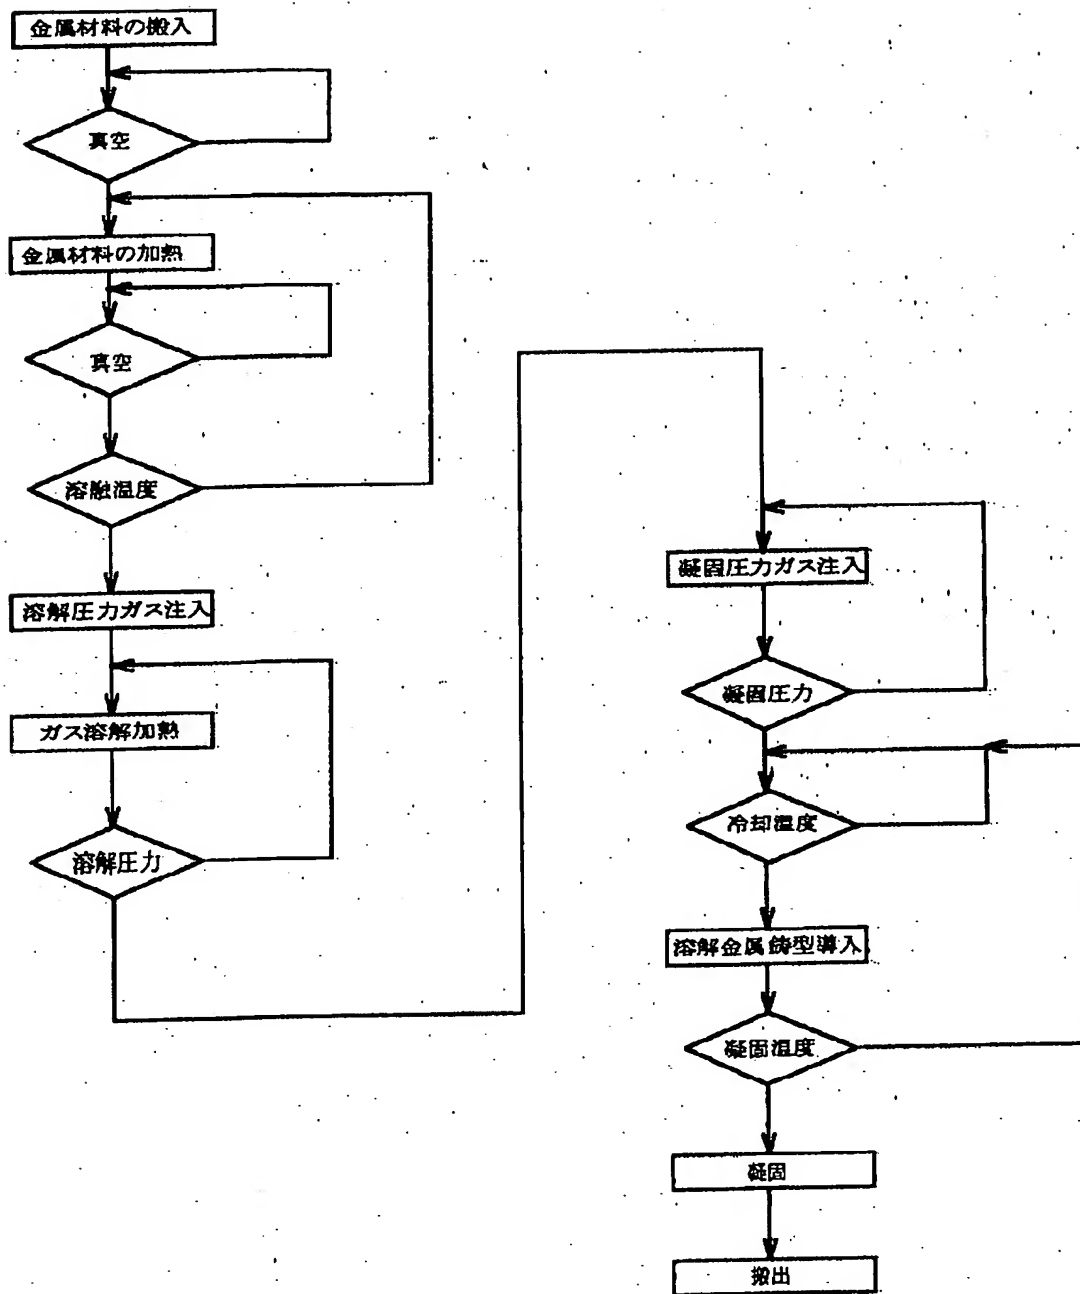 金属材料の搬入
真空
金属材料の加熱
真空
溶融温度
溶解圧力ガス注入
ガス溶解加熱
溶解圧力
凝固圧力ガス注入
凝固圧力
冷却温度
溶解金属鋳型導入
凝固温度
凝固
搬出